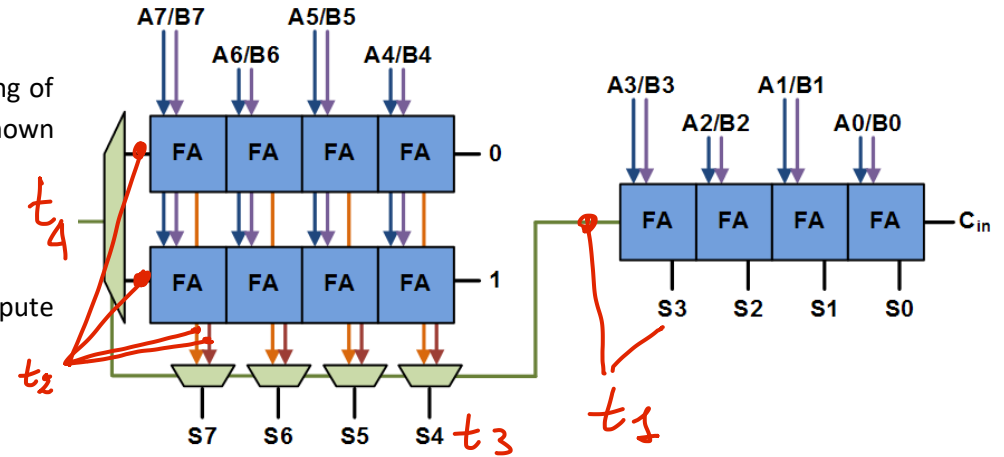 A7/B7 A5/B5
ng of A6/B6 A4/B4 A3/B3 A1/B1
nown A2/B2 A0/B0
FA FA FA FA 0
t4 FA FA FA FA Cin
pute FA FA FA FA 1 S3 S2 S1 S0
t2
S7 S6 S5 S4 t3 t1